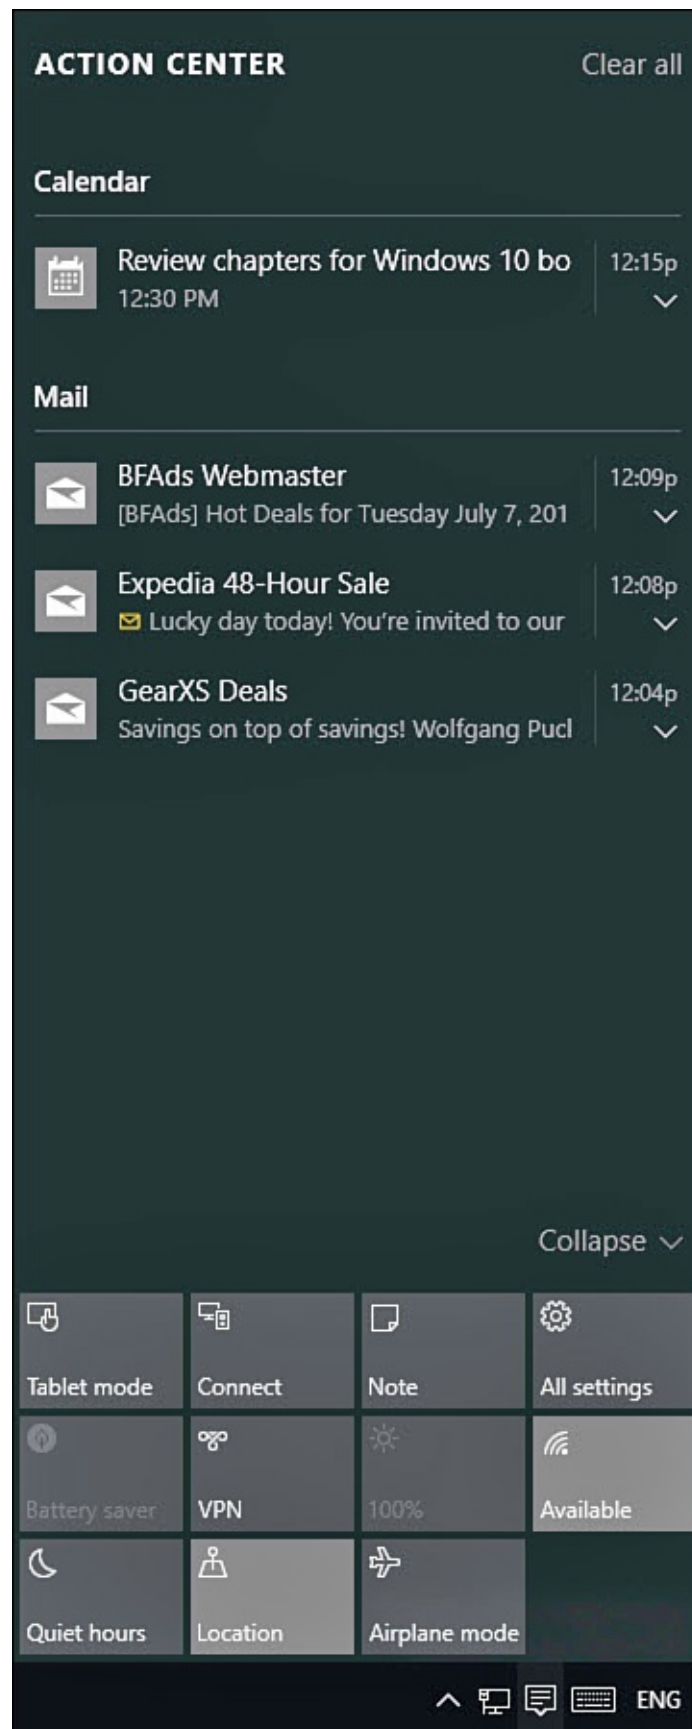 ACTION CENTER Clear all
Calendar
Review chapters for Windows 10 bo 12:15p
12:30 PM
Mail
BFAds Webmaster 12:09p
[BFAds] Hot Deals for Tuesday July 7, 201
Expedia 48-Hour Sale 12:08p
Lucky day today! You're invited to our
GearXS Deals 12:04p
Savings on top of savings! Wolfgang Pucl
Collapse
Tablet mode Connect Note All settings
Battery saver VPN 100% Available
Quiet hours Location Airplane mode
ENG